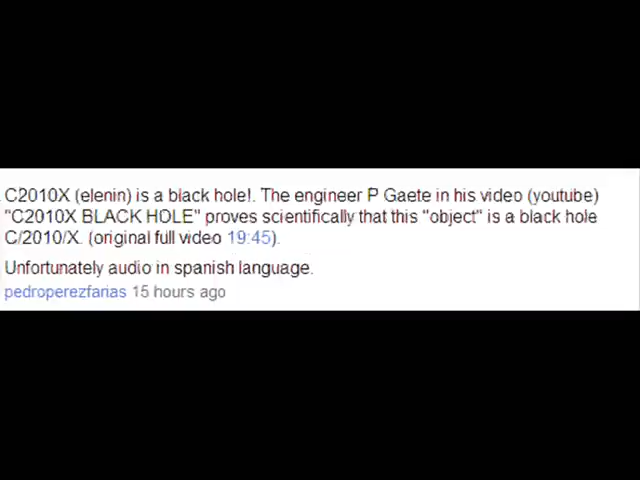 C2010X (elenin) is a black hole!. The engineer P Gaete in his video (youtube)
"C2010X BLACK HOLE" proves scientifically that this "object" is a black hole
C/2010/X. (original full video 19:45).
Unfortunately audio in spanish language.
pedroperezfarias 15 hours ago